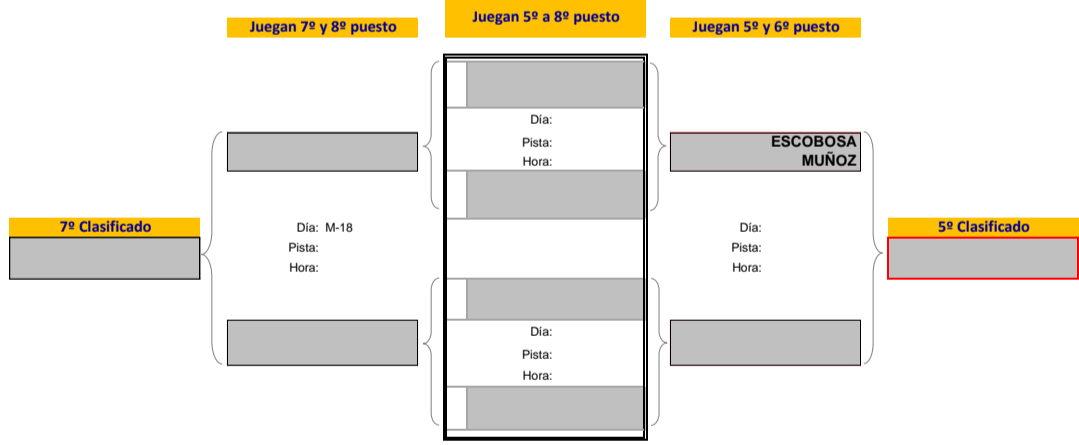 Juegan 7º y 8º puesto
Juegan 5º a 8º puesto
Juegan 5º y 6º puesto
Día:
Pista:
Hora:
ESCOBOSA
MUÑOZ
7º Clasificado
Día: M-18
Pista:
Hora:
Día:
Pista:
Hora:
5º Clasificado
Día:
Pista:
Hora: